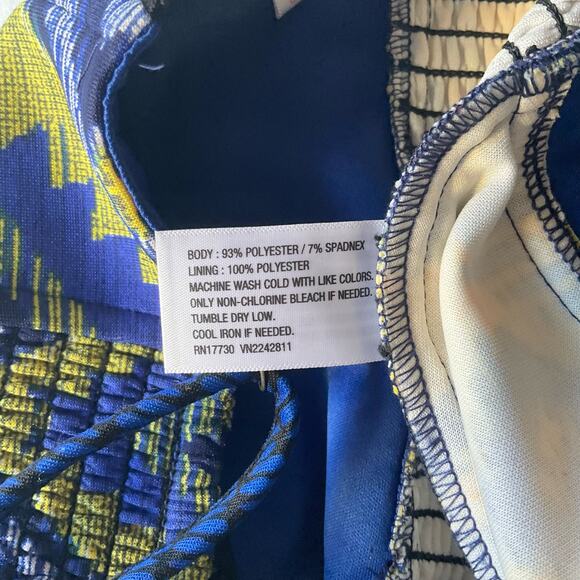 BODY : 93% POLYESTER / 7% SPADNEX
LINING : 100% POLYESTER
MACHINE WASH COLD WITH LIKE COLORS.
ONLY NON-CHLORINE BLEACH IF NEEDED.
TUMBLE DRY LOW.
COOL IRON IF NEEDED.
RN17730 VN2242811